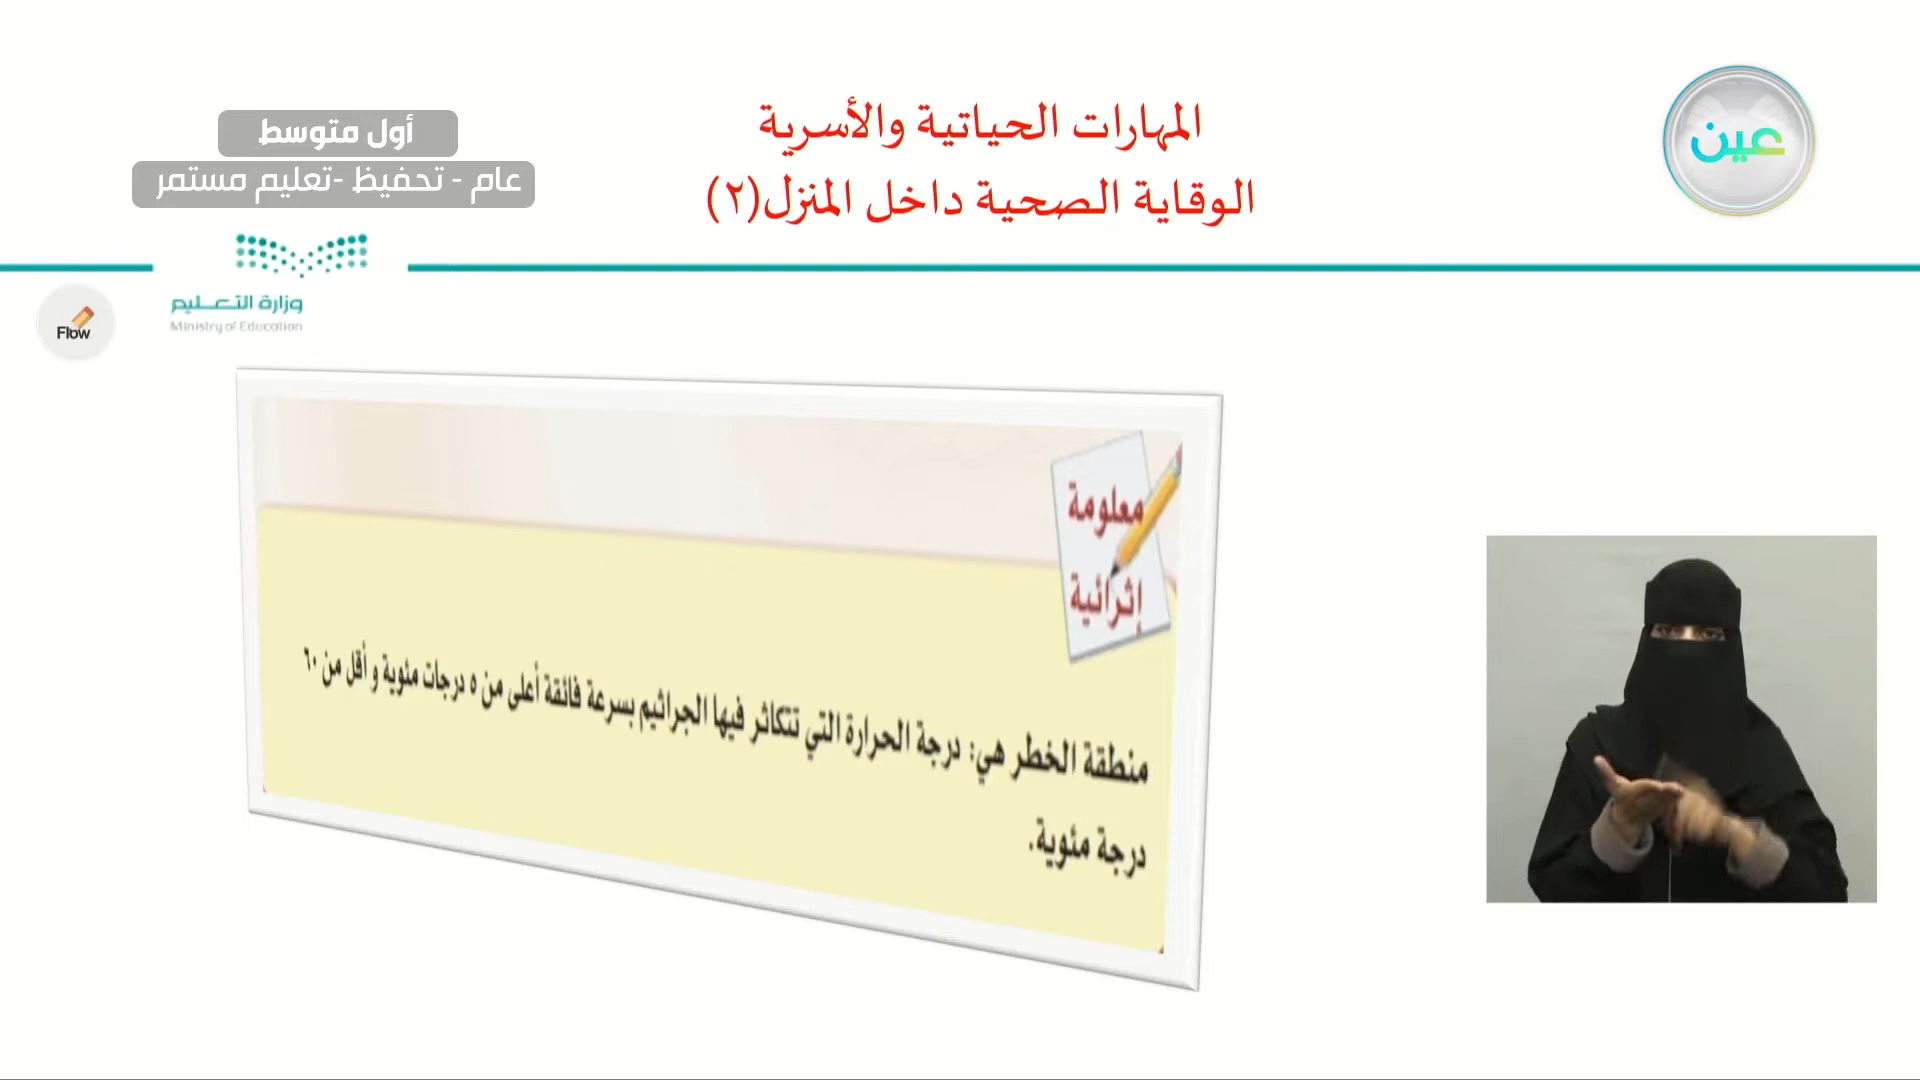 المهارات الحياتية والأسرية
الوقاية الصحية داخل المنزل(٢)
عين
أول متوسط
عام - تحفيظ -تعليم مستمر
وزارة التعـــليم
Ministry of Education
Flow
معلومة
إثرائية
منطقة الخطر هي: درجة الحرارة التي تتكاثر فيها الجراثيم بسرعة فائقة أعلى من ٥ درجات مئوية و أقل من ٦٠
درجة مئوية.